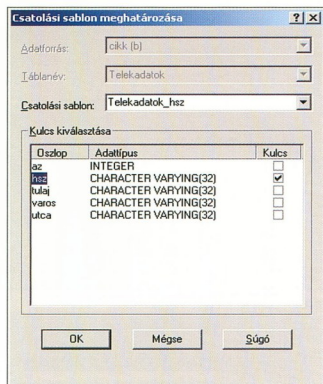 Csatolási sablon meghatározása
Adatforrás: cikk (b)
Táblanév: Telekadatok
Csatolási sablon: Telekadatok_hsz
Kulcs kiválasztása
Oszlop Adattípus Kulcs
az INTEGER
hsz CHARACTER VARYING(32)
tulaj CHARACTER VARYING(32)
varos CHARACTER VARYING(32)
utca CHARACTER VARYING(32)
OK Mégse Súgó